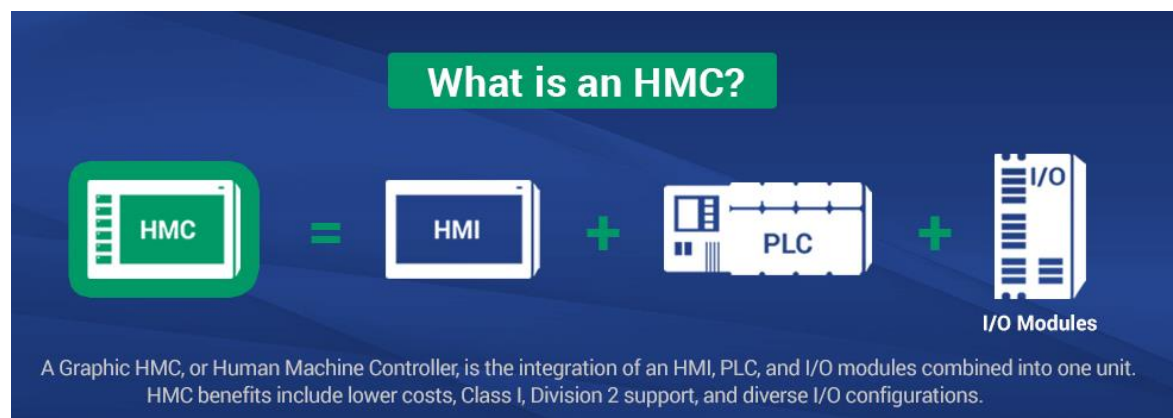 What is an HMC?
HMC = HMI + PLC + I/O
I/O Modules
A Graphic HMC, or Human Machine Controller, is the integration of an HMI, PLC, and I/O modules combined into one unit.
HMC benefits include lower costs, Class I, Division 2 support, and diverse I/O configurations.